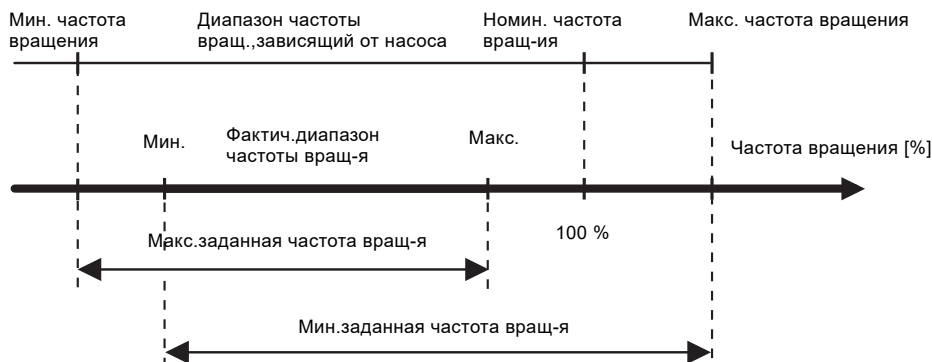 Мин. частота
вращения
Диапазон частоты
вращ.,зависящий от насоса
Номин. частота
вращ-ия
Макс. частота вращения
Мин.
Фактич.диапазон
частоты вращ-я
Макс.
Частота вращения [%]
Макс.заданная частота вращ-я
100 %
Мин.заданная частота вращ-я